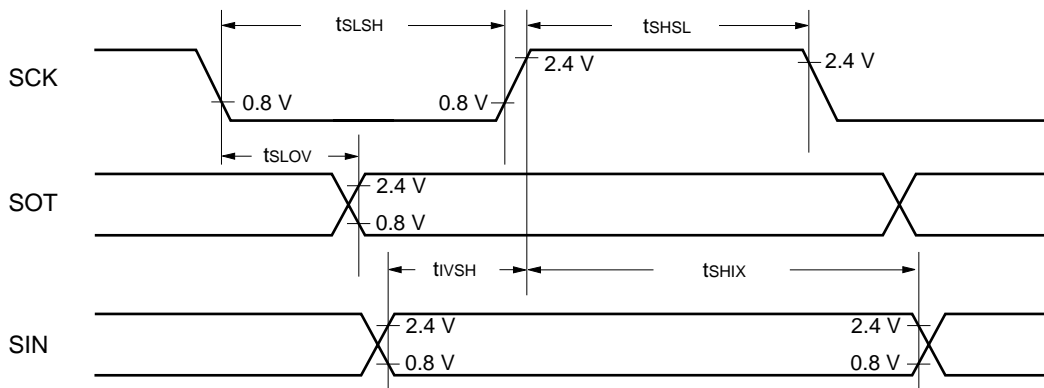 tSLSH tSHSL
SCK 2.4 V 2.4 V
0.8 V 0.8 V
tSLOV
SOT 2.4 V
0.8 V
tIVSH tSHIX
SIN 2.4 V 2.4 V
0.8 V 0.8 V